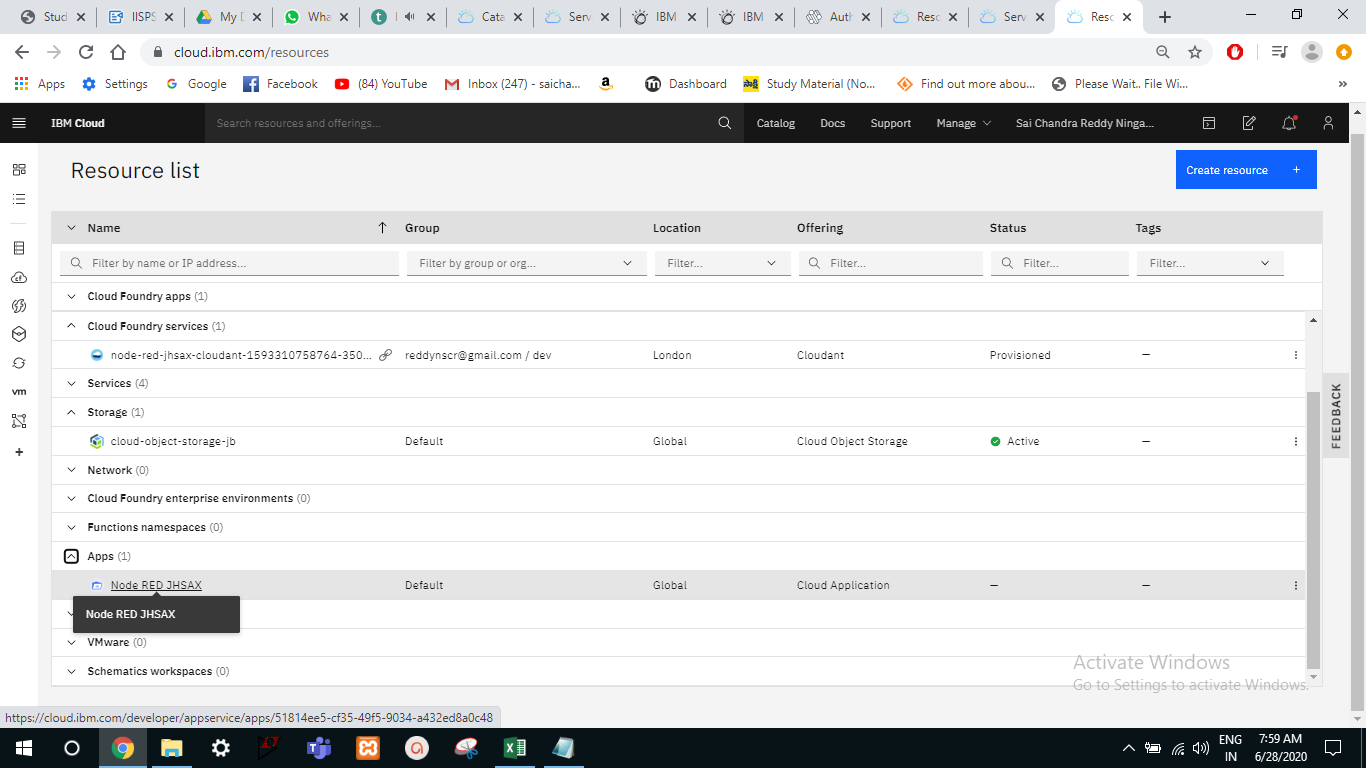 Stud
IISPS
My D
Wha
Cata
Serv
IBM
IBM
Auth
Reso
Serv
Reso
cloud.ibm.com/resources
Apps
Settings
Google
Facebook
(84) YouTube
Inbox (247) - saicha...
Dashboard
Study Material (No...
Find out more abou...
Please Wait.. File Wi...
IBM Cloud
Search resources and offerings...
Catalog
Docs
Support
Manage
Sai Chandra Reddy Ninga...
Resource list
Create resource +
Name
Group
Location
Offering
Status
Tags
Filter by name or IP address...
Filter by group or org...
Filter...
Filter...
Filter...
Filter...
Cloud Foundry apps (1)
Cloud Foundry services (1)
node-red-jhsax-cloudant-1593310758764-350...
reddynscr@gmail.com / dev
London
Cloudant
Provisioned
—
Services (4)
Storage (1)
cloud-object-storage-jb
Default
Global
Cloud Object Storage
Active
—
Network (0)
Cloud Foundry enterprise environments (0)
Functions namespaces (0)
Apps (1)
Node RED JHSAX
Default
Global
Cloud Application
—
—
Node RED JHSAX
VMware (0)
Schematics workspaces (0)
vm
FEEDBACK
Activate Windows
Go to Settings to activate Windows.
https://cloud.ibm.com/developer/appservice/apps/51814ee5-cf35-49f5-9034-a432ed8a0c48
ENG
IN
7:59 AM
6/28/2020